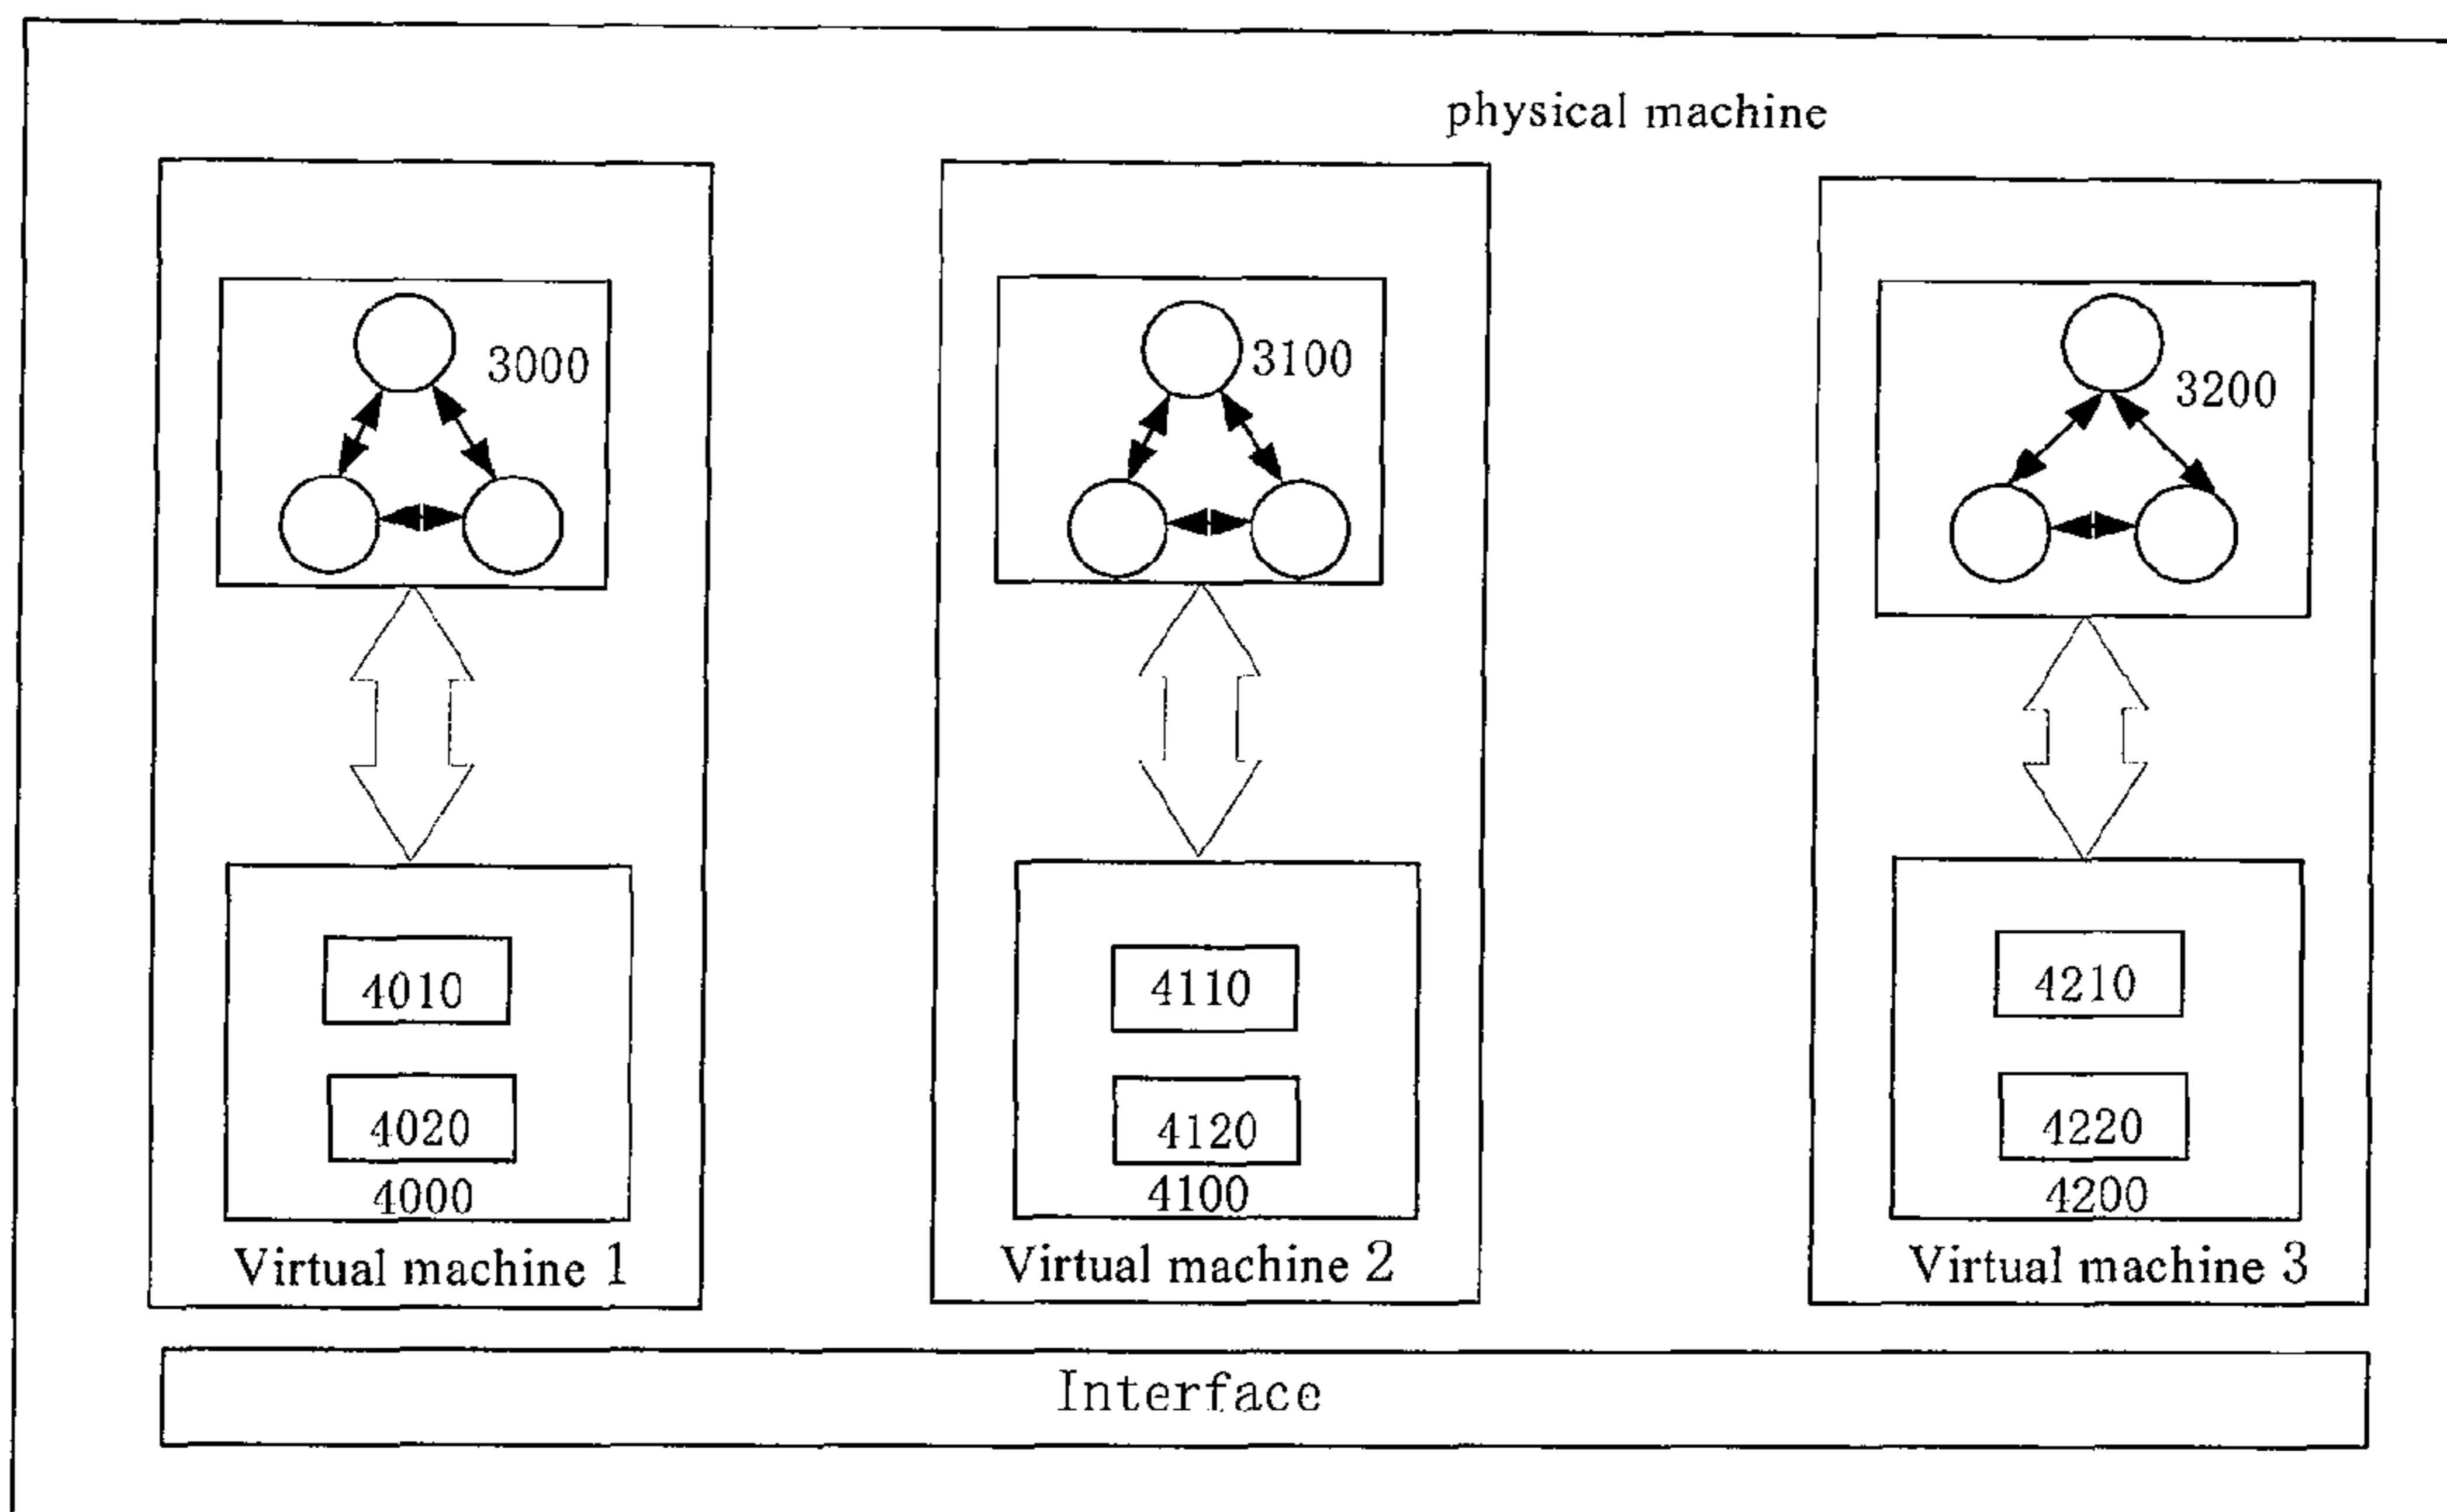 physical machine
3000
3100
3200
4010
4110
4210
4020
4120
4220
4000
4100
4200
Virtual machine 1
Virtual machine 2
Virtual machine 3
Interface